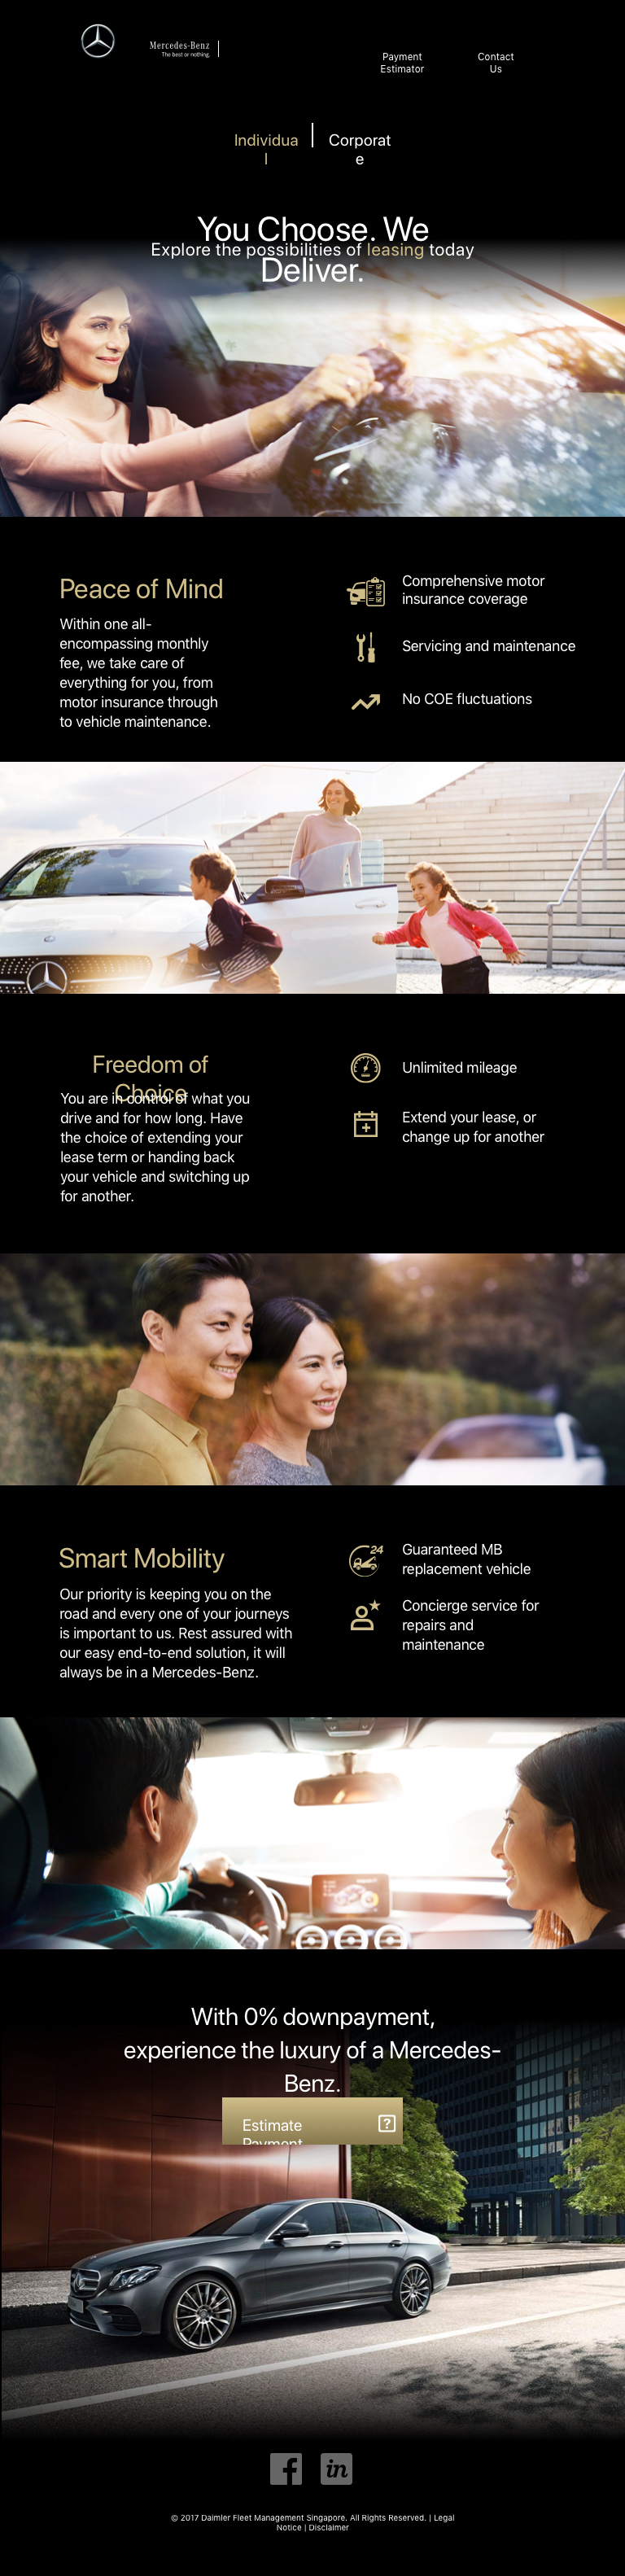 Mercedes-Benz
The best or nothing.
Payment
Estimator
Contact
Us
Individua
l
Corporat
e
You Choose. We
Deliver.
Explore the possibilities of leasing today
Peace of Mind
Within one all-
encompassing monthly
fee, we take care of
everything for you, from
motor insurance through
to vehicle maintenance.
Comprehensive motor
insurance coverage
Servicing and maintenance
No COE fluctuations
Freedom of
Choice
You are in control of what you
drive and for how long. Have
the choice of extending your
lease term or handing back
your vehicle and switching up
for another.
Unlimited mileage
Extend your lease, or
change up for another
Smart Mobility
Our priority is keeping you on the
road and every one of your journeys
is important to us. Rest assured with
our easy end-to-end solution, it will
always be in a Mercedes-Benz.
24
Guaranteed MB
replacement vehicle
Concierge service for
repairs and
maintenance
With 0% downpayment,
experience the luxury of a Mercedes-
Benz.
Estimate
Payment
?
f
in
© 2017 Daimler Fleet Management Singapore. All Rights Reserved. | Legal
Notice | Disclaimer